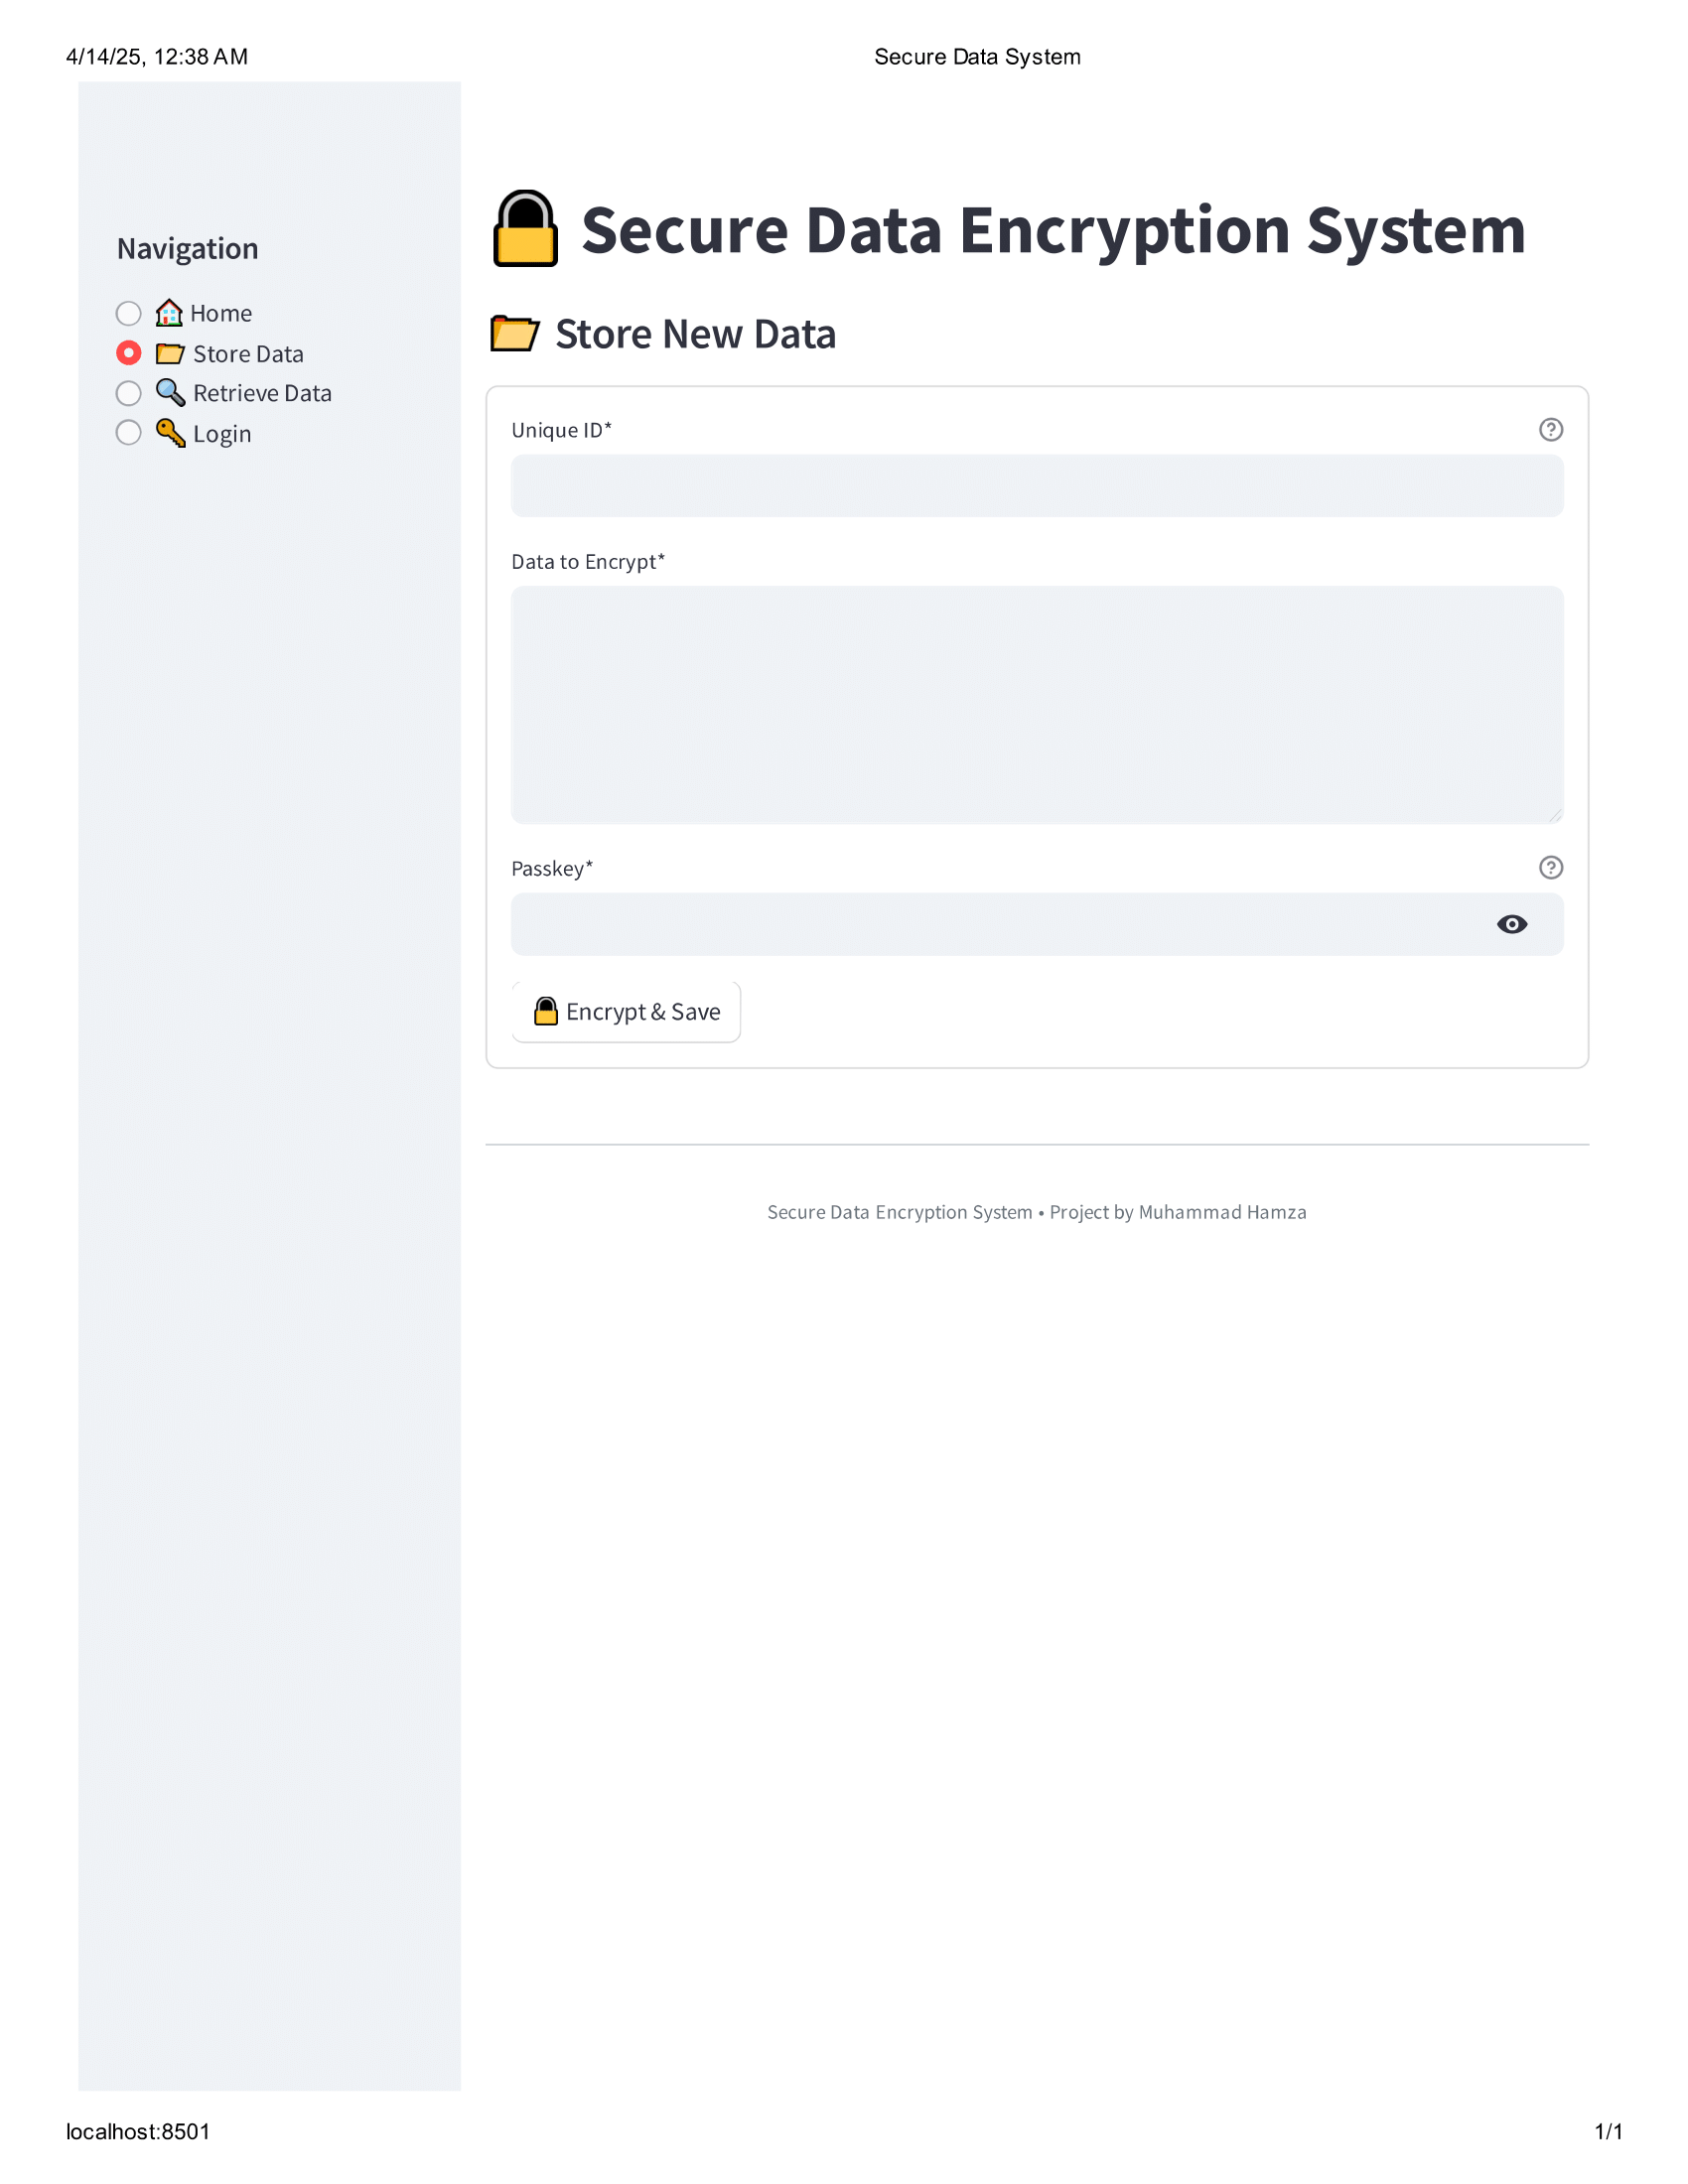 4/14/25, 12:38 AM Secure Data System
Navigation
Home
Store Data
Retrieve Data
Login
Secure Data Encryption System
Store New Data
Unique ID*
Data to Encrypt*
Passkey*
Encrypt & Save
Secure Data Encryption System • Project by Muhammad Hamza
localhost:8501 1/1